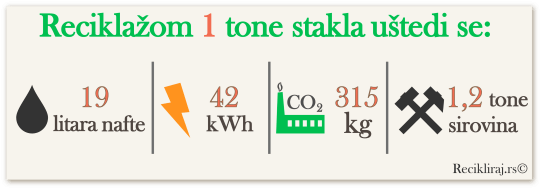 Reciklažom 1 tone stakla uštedi se:
19
litara nafte
42
kWh
CO₂
315
kg
1,2 tone
sirovina
Recikliraj.rs©